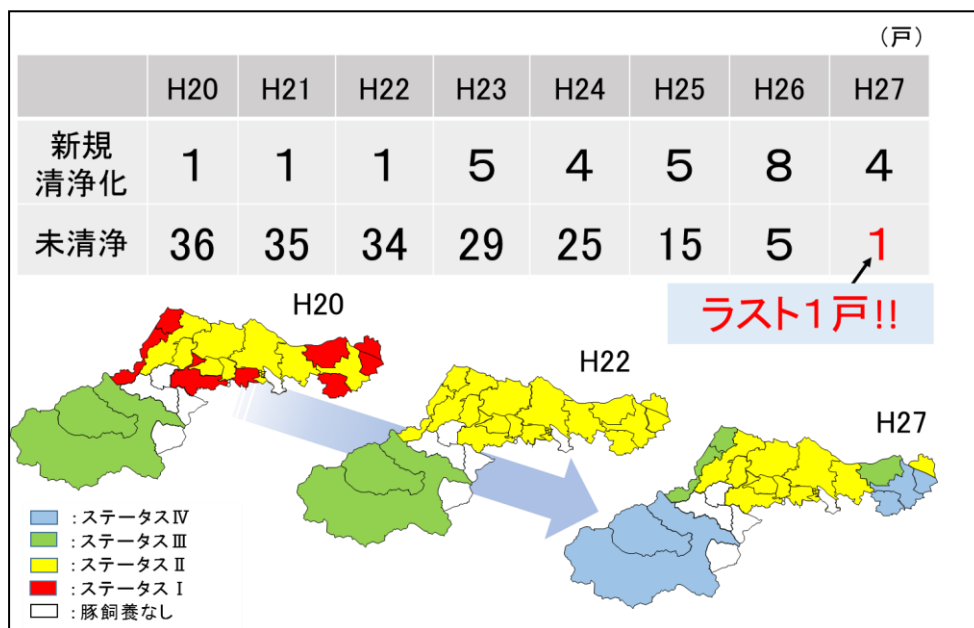 (戸)
H20 H21 H22 H23 H24 H25 H26 H27
新規
清浄化 1 1 1 5 4 5 8 4
未清浄 36 35 34 29 25 15 5 1
ラスト1戸!!
H20
H22
H27
:ステータスⅣ
:ステータスⅢ
:ステータスⅡ
:ステータスⅠ
:豚飼養なし